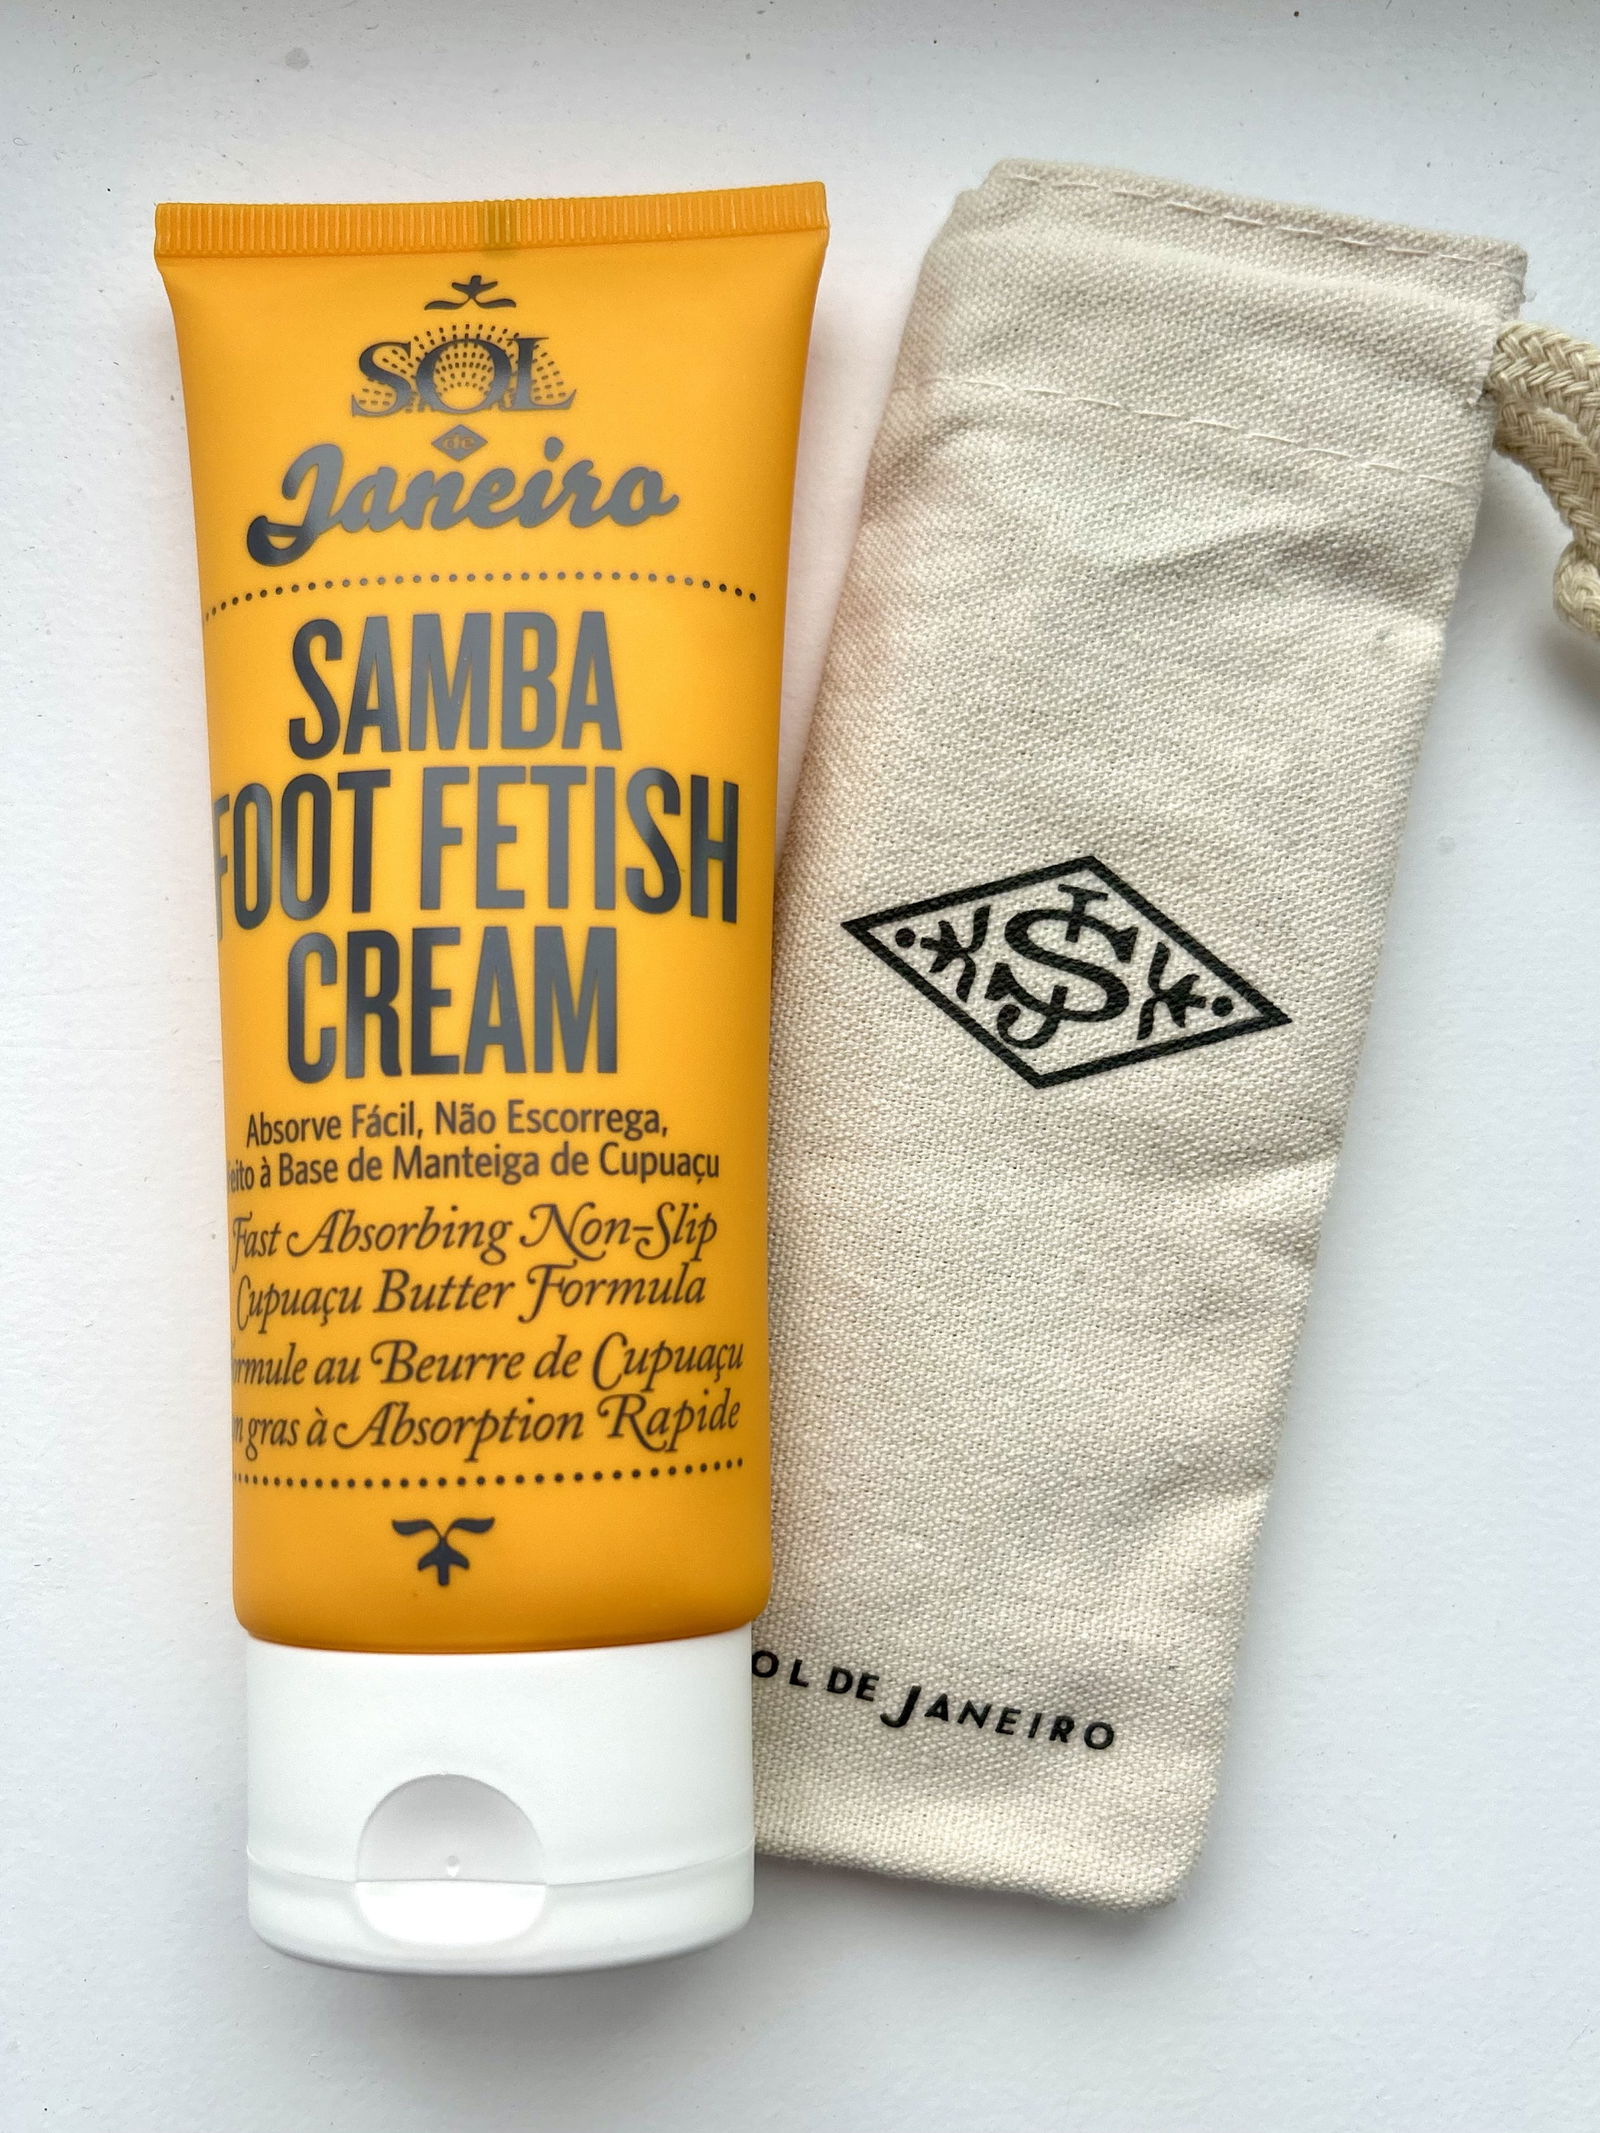 SOL
de
Janeiro
SAMBA
FOOT FETISH
CREAM
Absorve Fácil, Não Escorrega,
eito à Base de Manteiga de Cupuaçu
Fast Absorbing Non-Slip
Cupuaçu Butter Formula
ormule au Beurre de Cupuaçu
n gras à Absorption Rapide
SJ
OL DE JANEIRO